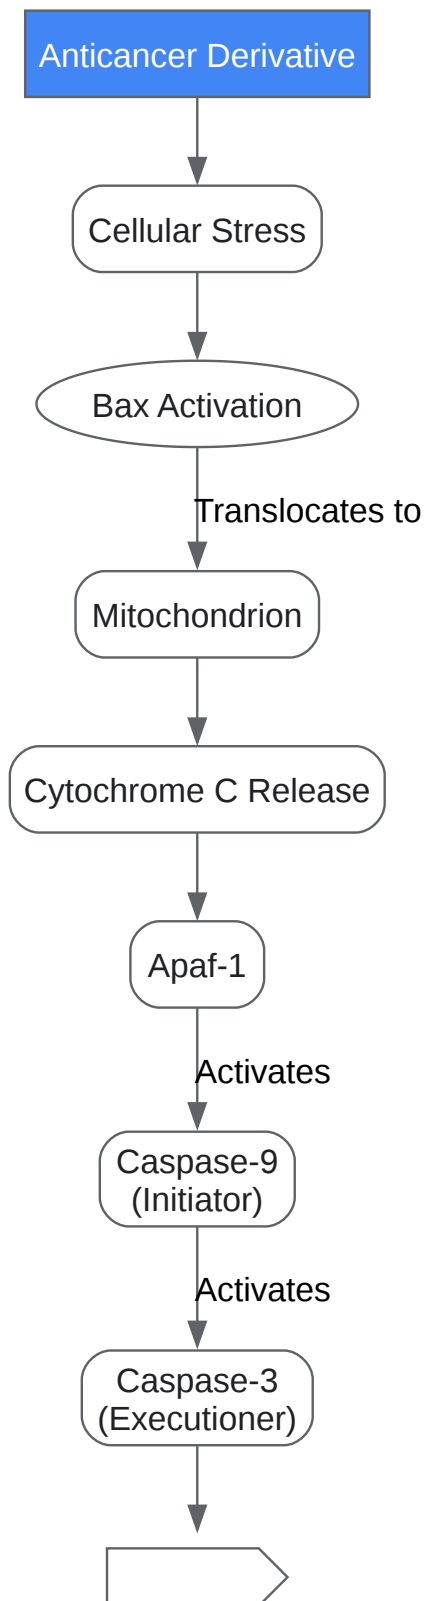 Anticancer Derivative
Cellular Stress
Bax Activation
Translocates to
Mitochondrion
Cytochrome C Release
Apaf-1
Activates
Caspase-9
(Initiator)
Activates
Caspase-3
(Executioner)